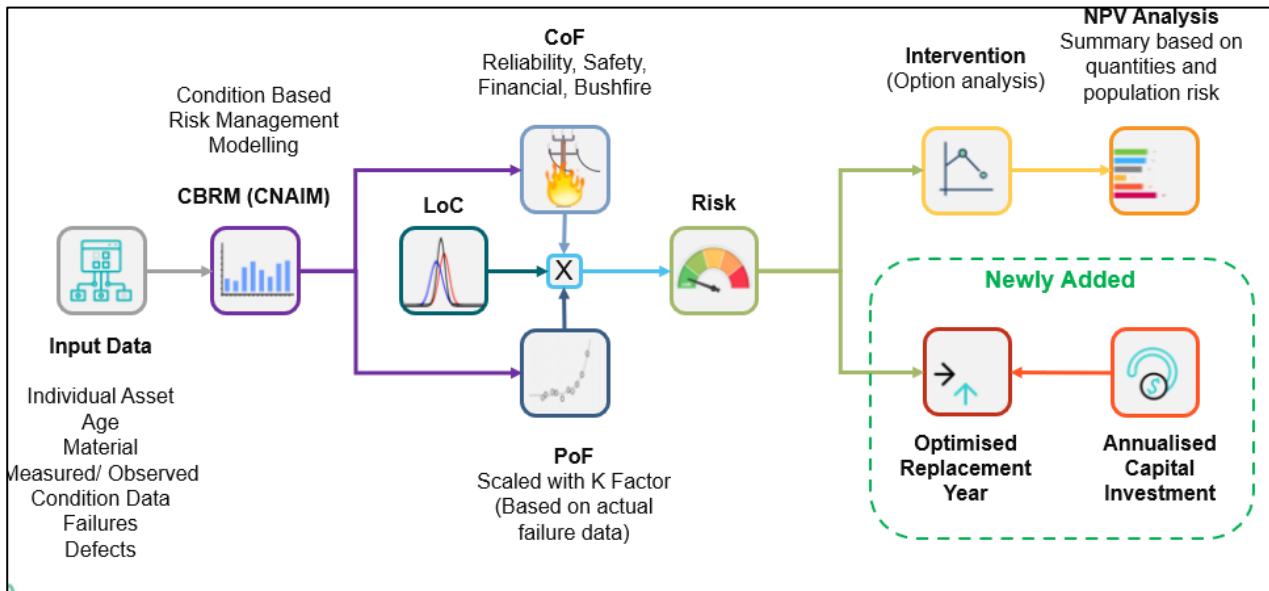 CoF
Reliability, Safety,
Financial, Bushfire
Intervention
(Option analysis)
NPV Analysis
Summary based on
quantities and
population risk
Condition Based
Risk Management
Modelling
CBRM (CNAIM)
LoC
X
Risk
Input Data
Individual Asset
Age
Material
Measured/ Observed
Condition Data
Failures
Defects
PoF
Scaled with K Factor
(Based on actual
failure data)
Newly Added
Optimised
Replacement
Year
$
Annualised
Capital
Investment